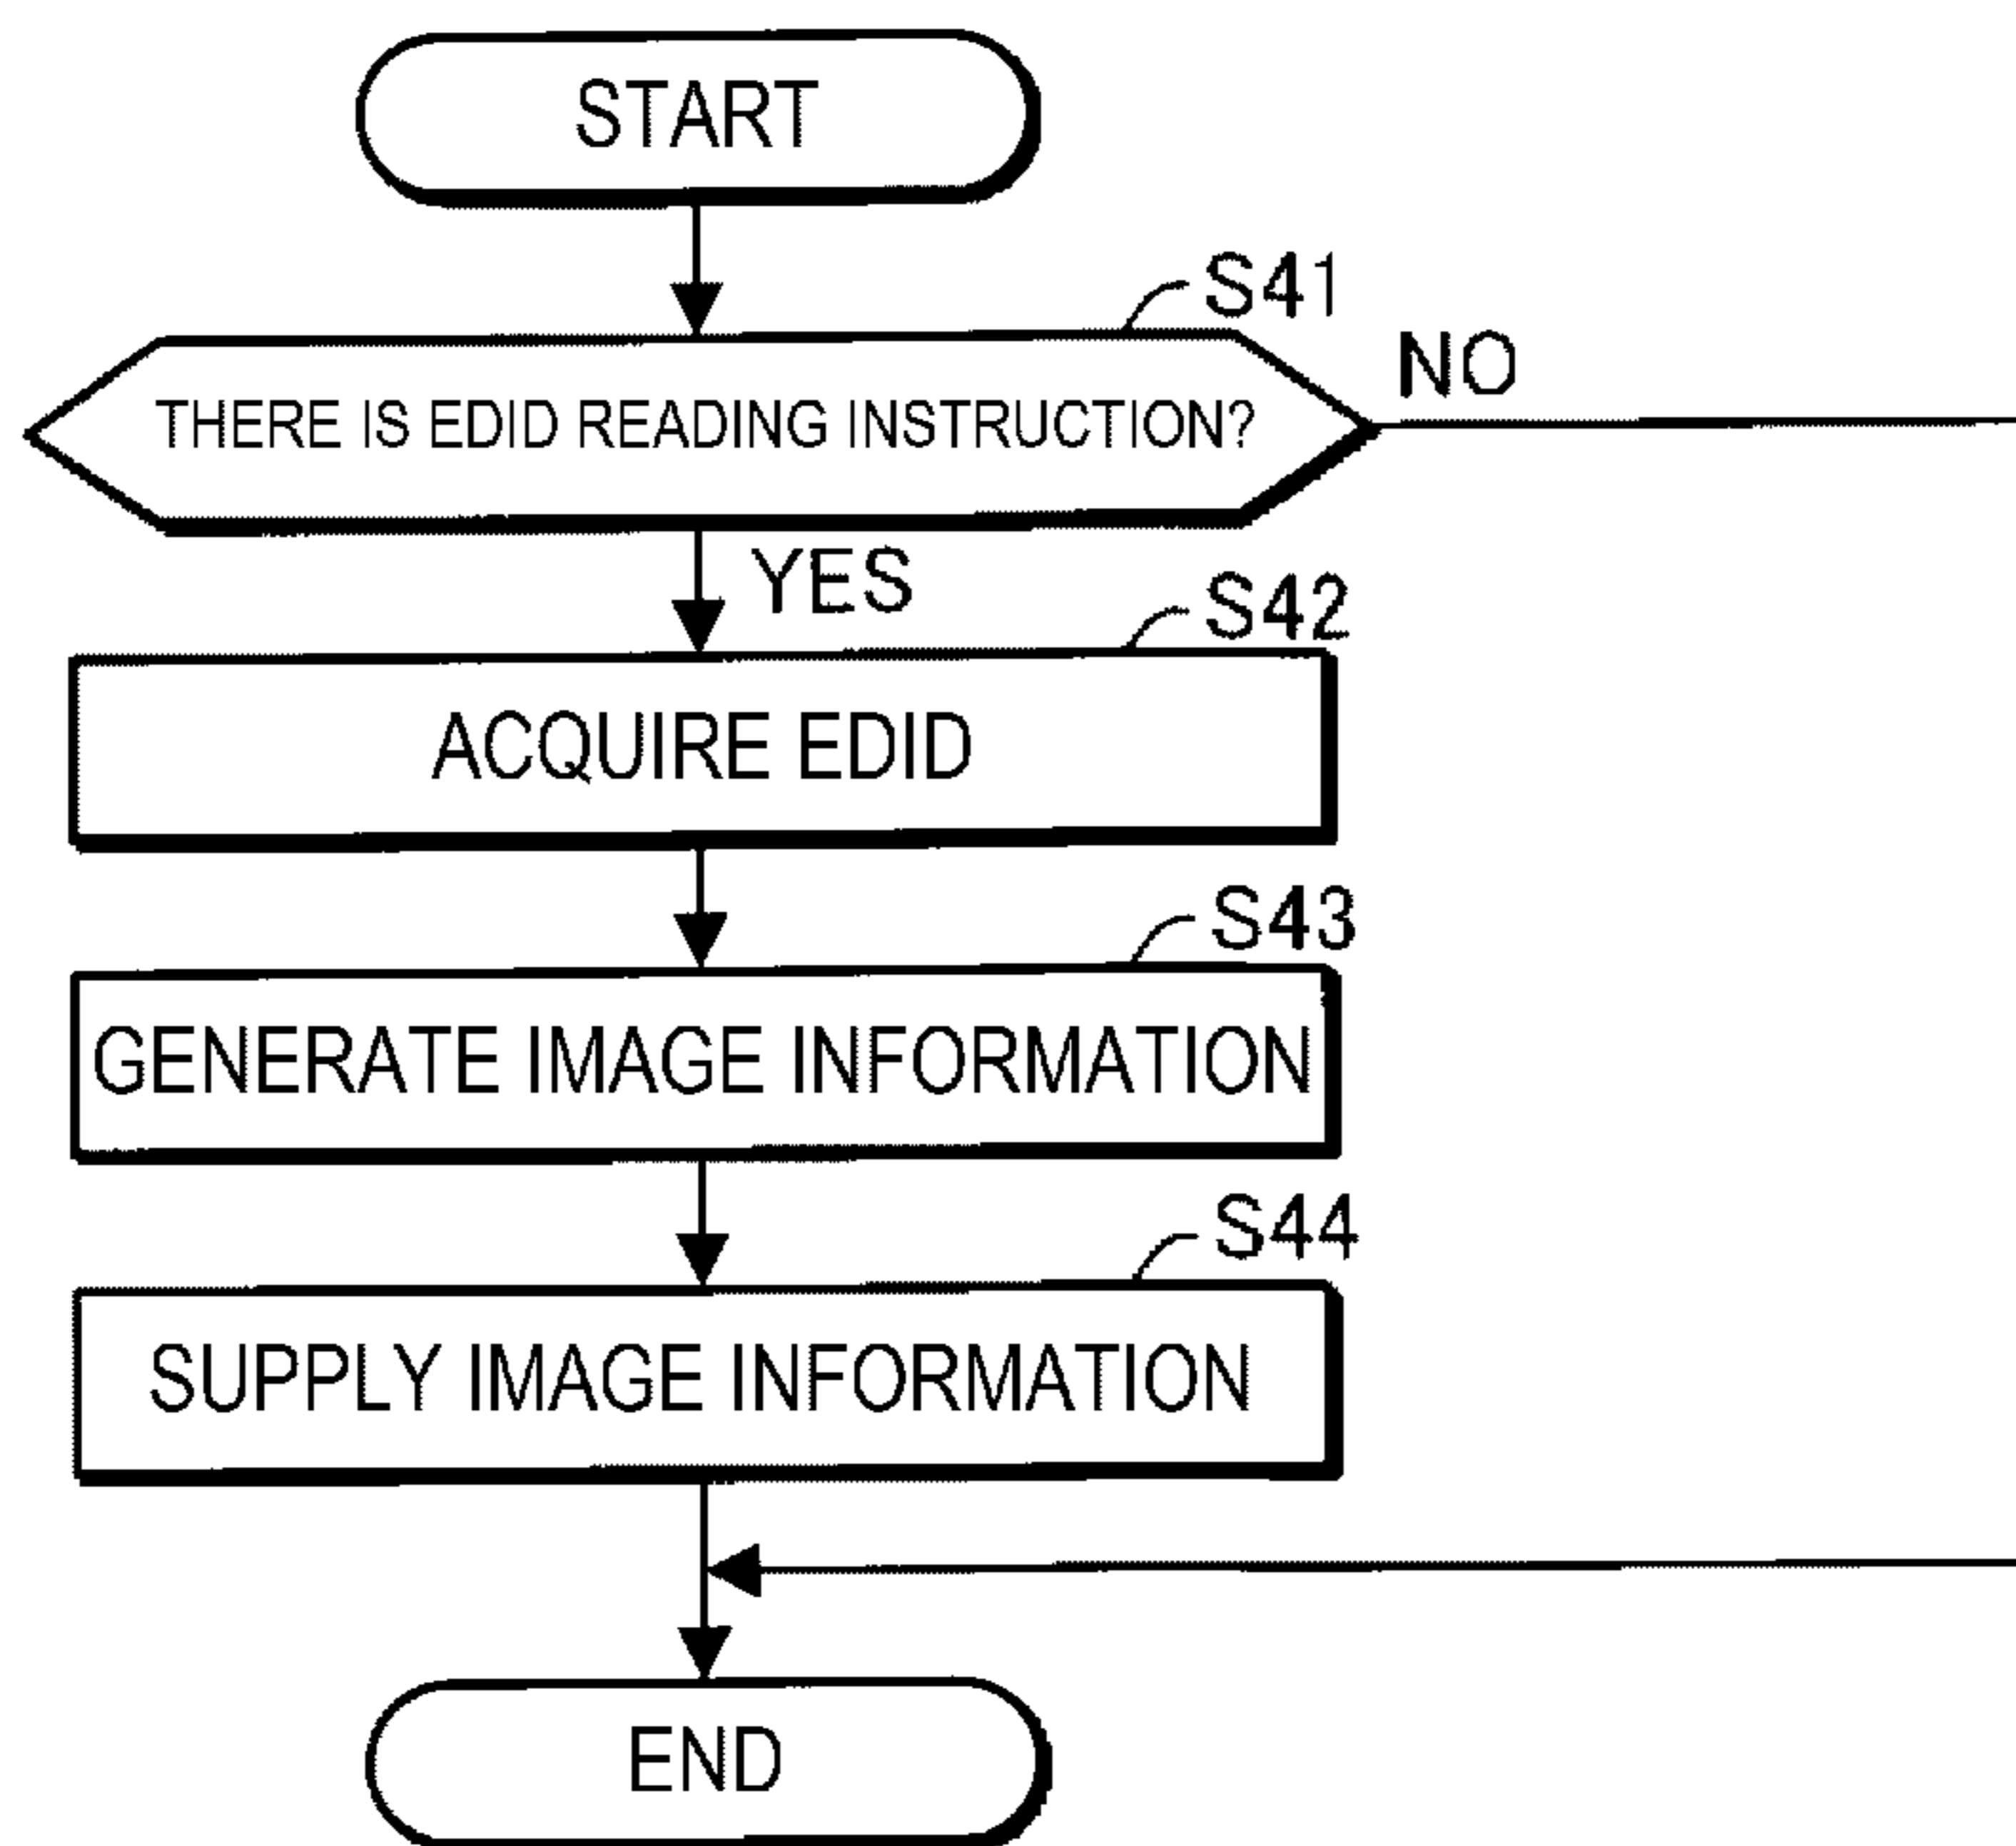 START
S41
THERE IS EDID READING INSTRUCTION?
NO
YES
S42
ACQUIRE EDID
S43
GENERATE IMAGE INFORMATION
S44
SUPPLY IMAGE INFORMATION
END